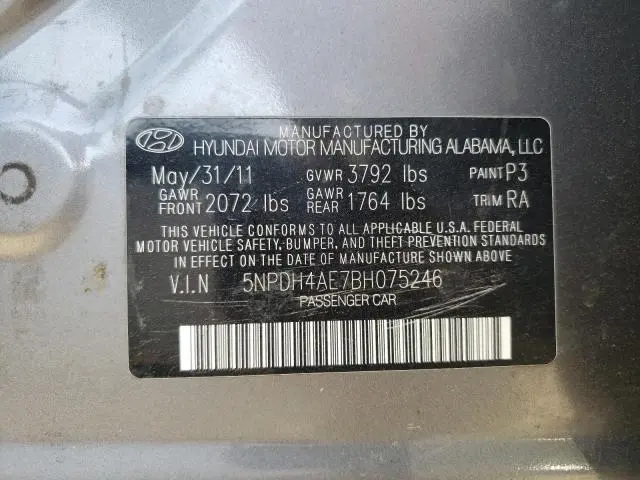 MANUFACTURED BY
HYUNDAI MOTOR MANUFACTURING ALABAMA, LLC
May/31/11 GVWR 3792 lbs PAINT P3
GAWR FRONT 2072 lbs GAWR REAR 1764 lbs TRIM RA
THIS VEHICLE CONFORMS TO ALL APPLICABLE U.S.A. FEDERAL
MOTOR VEHICLE SAFETY, BUMPER, AND THEFT PREVENTION
STANDARDS IN EFFECT ON THE DATE OF MANUFACTURE SHOWN ABOVE
V.I.N 5NPDH4AE7BH075246
PASSENGER CAR